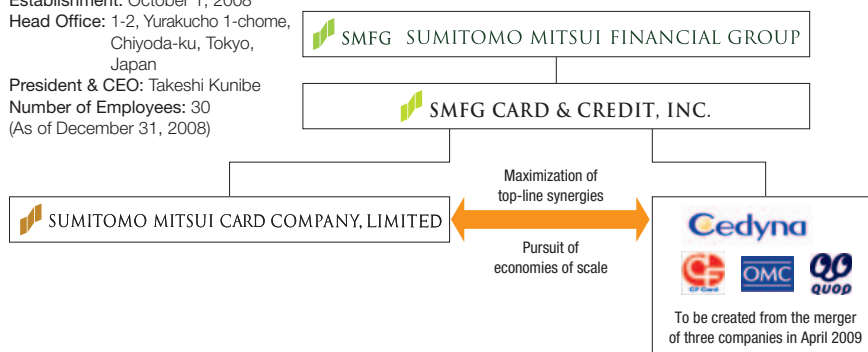 Establishment: October 1, 2008
Head Office: 1-2, Yurakucho 1-chome,
Chiyoda-ku, Tokyo,
Japan
President & CEO: Takeshi Kunibe
Number of Employees: 30
(As of December 31, 2008)
SMFG SUMITOMO MITSUI FINANCIAL GROUP
SMFG CARD & CREDIT, INC.
SUMITOMO MITSUI CARD COMPANY, LIMITED
Maximization of
top-line synergies
Pursuit of
economies of scale
Cedyna
CF Card
OMC
QUOP
To be created from the merger
of three companies in April 2009